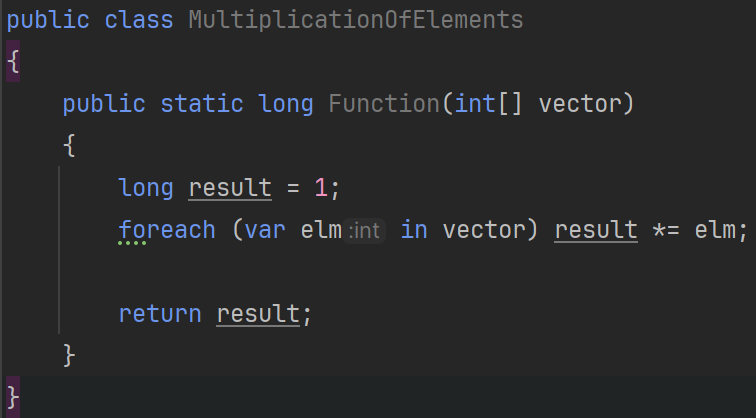 public class MultiplicationOfElements
{
    public static long Function(int[] vector)
    {
        long result = 1;
        foreach (var elm:int in vector) result *= elm;

        return result;
    }
}